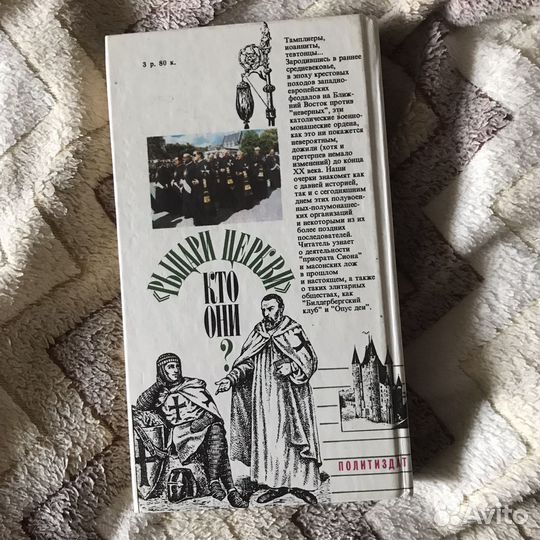 3 р. 80 к.
Тамплиеры,
иоанниты,
тевтонцы...
Зародившись в раннее
средневековье,
в эпоху крестовых
походов западно-
европейских
феодалов на Ближ-
ний Восток против
"неверных", эти
католические военно-
монашеские ордена,
как это ни покажется
невероятным,
дожили (хотя и
претерпев немало
изменений) до конца
XX века. Наши
очерки знакомят как
с давней историей,
так и с сегодняшним
днем этих полувоен-
ных-полумонашес-
ких организаций
и некоторыми из их
более поздних
последователей.
Читатель узнает
о деятельности
"приората Сиона"
и масонских лож
в прошлом
и настоящем, а также
о таких элитарных
обществах, как
"Билдербергский
клуб" и "Опус деи".
«РЫЦАРИ ЦЕРКВИ»
КТО
ОНИ
?
ПОЛИТИЗДАТ
Avito